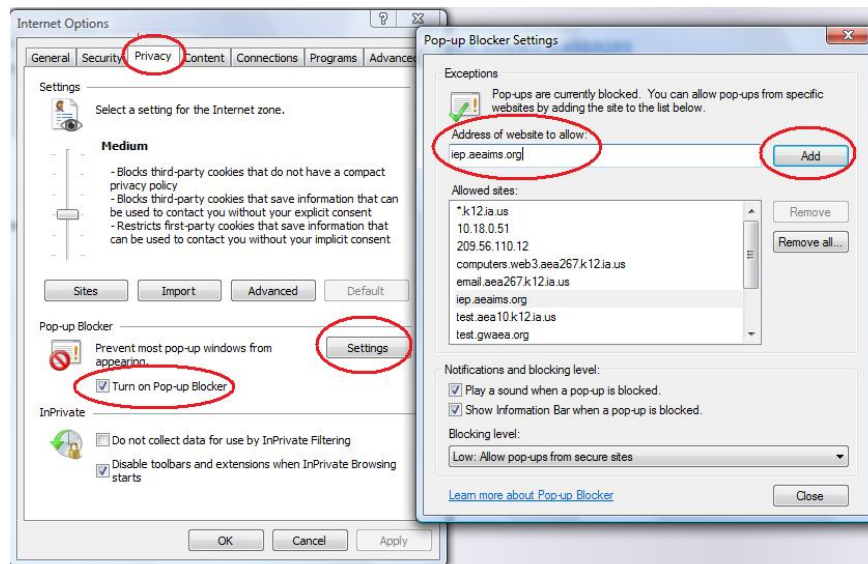 Internet Options
General Security Privacy Content Connections Programs Advanced
Settings
Select a setting for the Internet zone.
Medium
- Blocks third-party cookies that do not have a compact
privacy policy
- Blocks third-party cookies that save information that can
be used to contact you without your explicit consent
- Restricts first-party cookies that save information that
can be used to contact you without your implicit consent
Sites Import Advanced Default
Pop-up Blocker
Prevent most pop-up windows from
appearing.
Settings
Turn on Pop-up Blocker
InPrivate
Do not collect data for use by InPrivate Filtering
Disable toolbars and extensions when InPrivate Browsing
starts
OK Cancel Apply
Pop-up Blocker Settings
Exceptions
Pop-ups are currently blocked. You can allow pop-ups from specific
websites by adding the site to the list below.
Address of website to allow:
iep.aeaims.org
Add
Allowed sites:
*.k12.ia.us
10.18.0.51
209.56.110.12
computers.web3.aea267.k12.ia.us
email.aea267.k12.ia.us
iep.aeaims.org
test.aea10.k12.ia.us
test.gwaea.org
Remove
Remove all...
Notifications and blocking level:
Play a sound when a pop-up is blocked.
Show Information Bar when a pop-up is blocked.
Blocking level:
Low: Allow pop-ups from secure sites
Learn more about Pop-up Blocker
Close